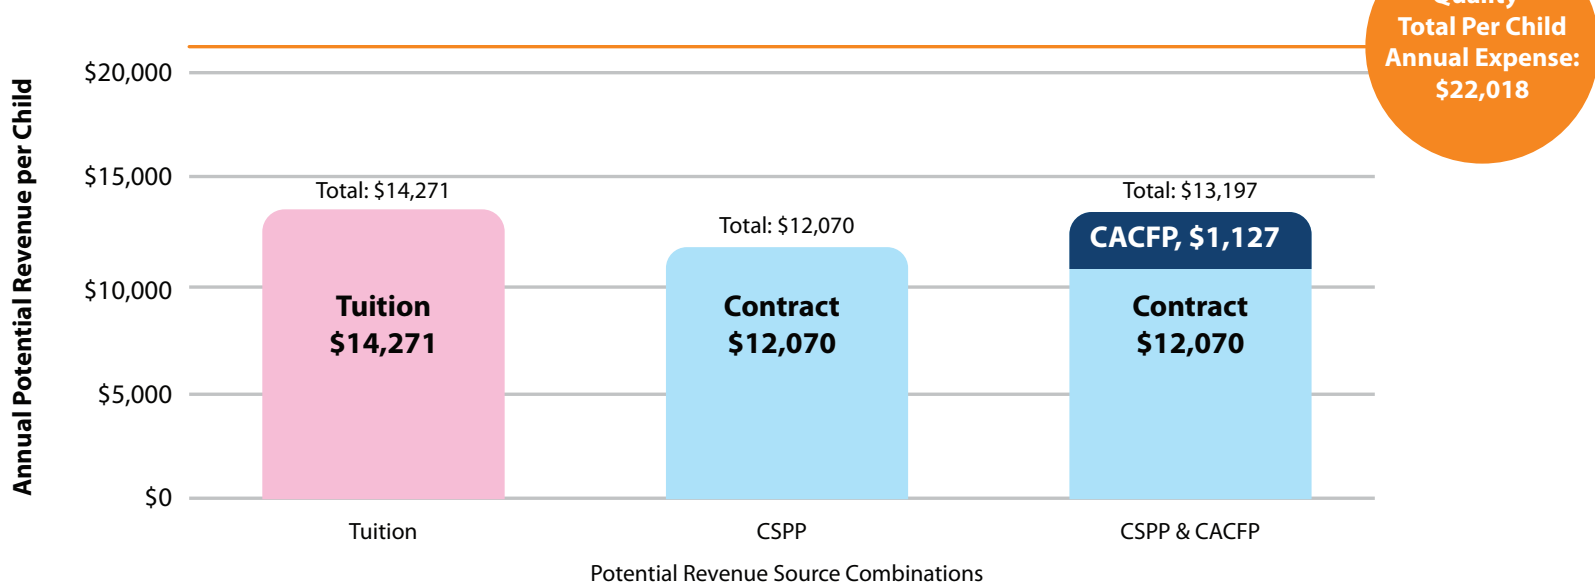 Quality
Total Per Child
Annual Expense:
$22,018
Annual Potential Revenue per Child
$20,000
$15,000
$10,000
$5,000
$0
Total: $14,271
Tuition
$14,271
Total: $12,070
Contract
$12,070
Total: $13,197
CACFP, $1,127
Contract
$12,070
Tuition
CSPP
CSPP & CACFP
Potential Revenue Source Combinations